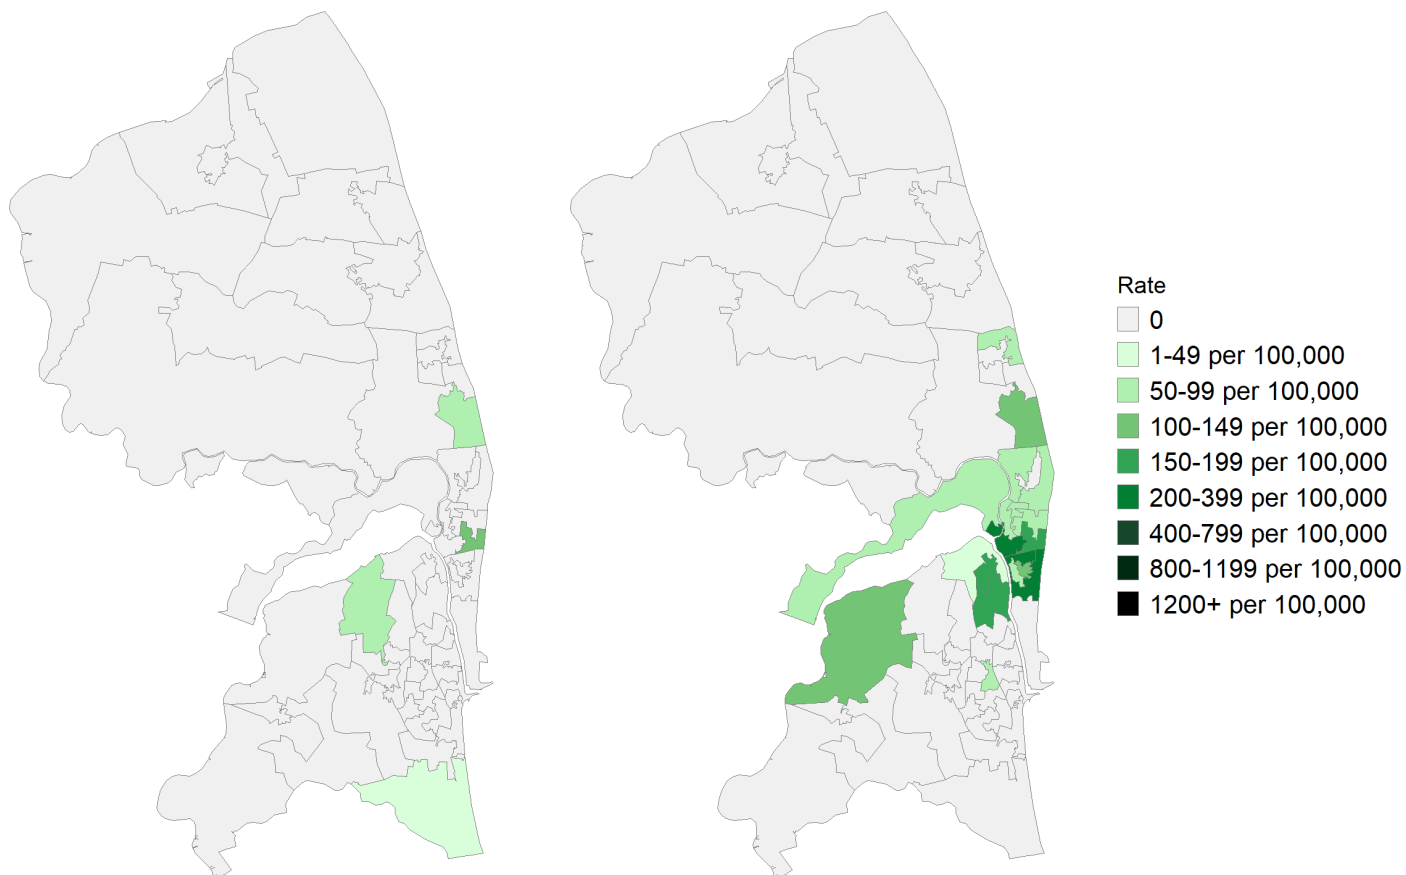 Rate
0
1-49 per 100,000
50-99 per 100,000
100-149 per 100,000
150-199 per 100,000
200-399 per 100,000
400-799 per 100,000
800-1199 per 100,000
1200+ per 100,000